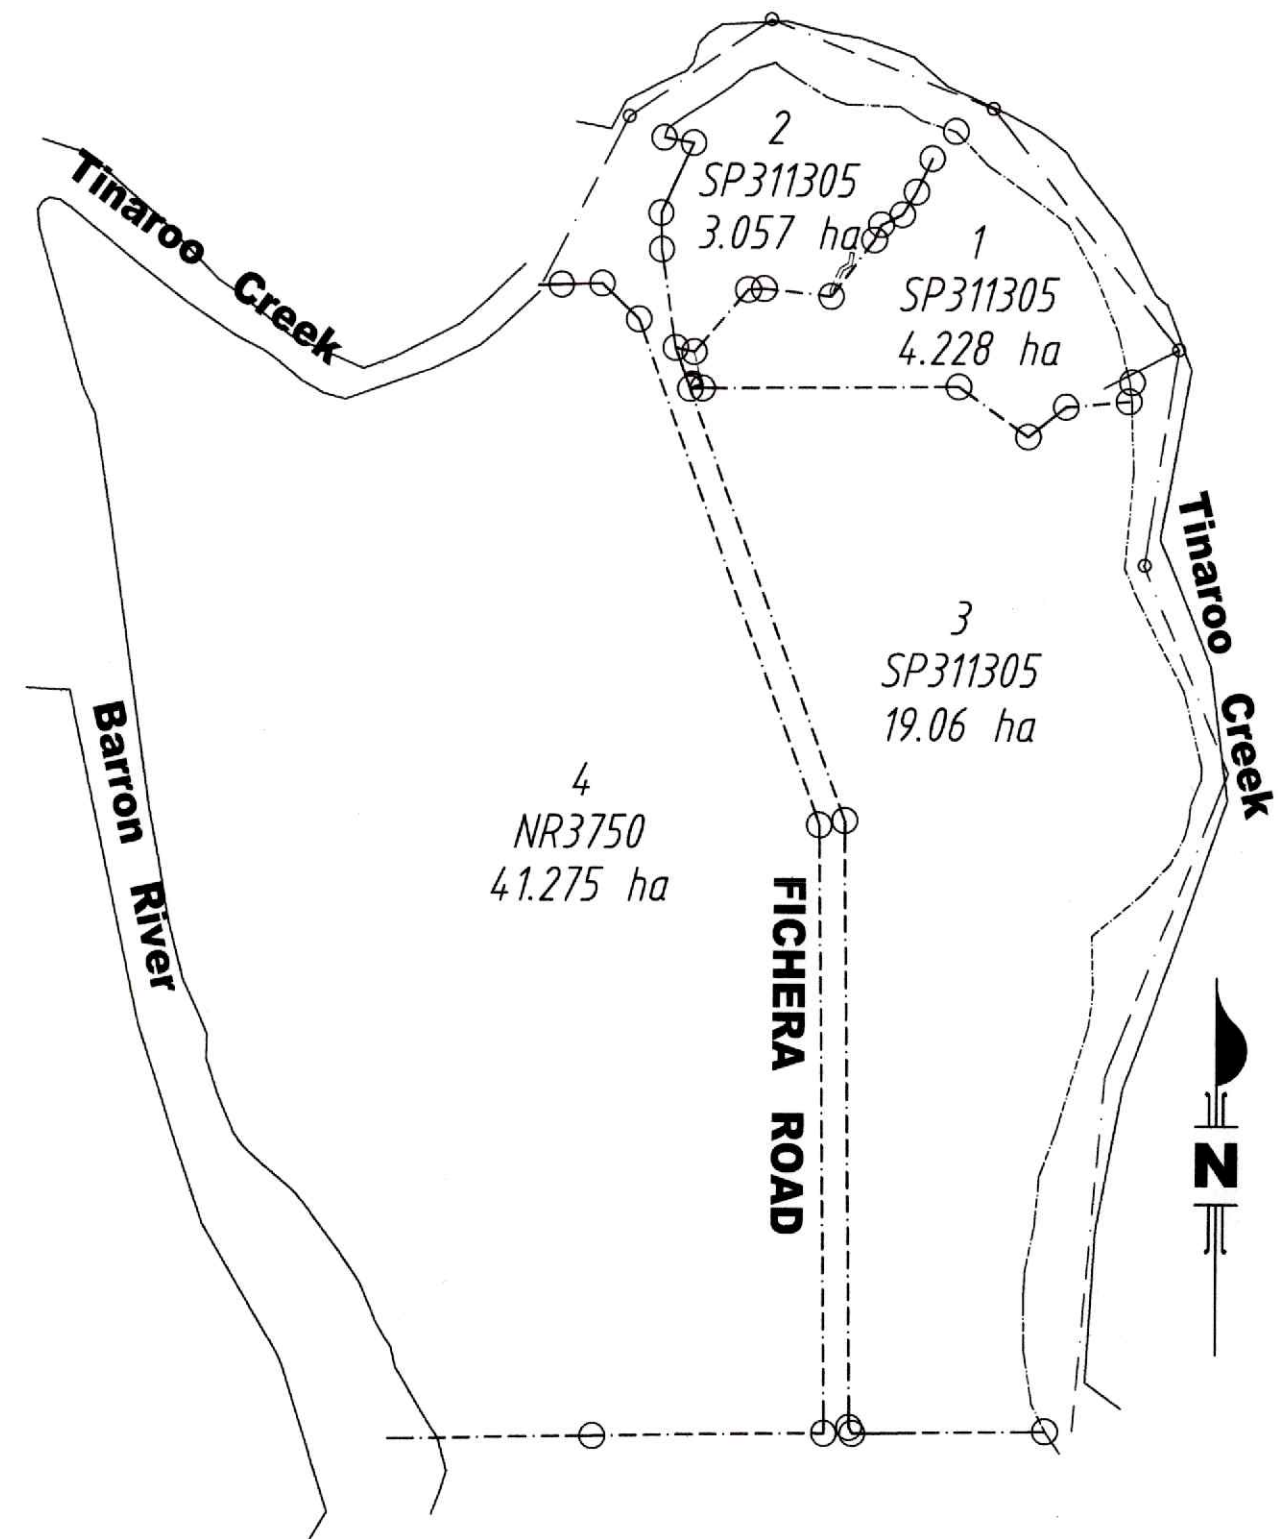 2
SP311305
3.057 ha
Tinaroo Creek
1
SP311305
4.228 ha
Tinaroo Creek
3
SP311305
19.06 ha
Barron River
4
NR3750
41.275 ha
FICHERA ROAD
N